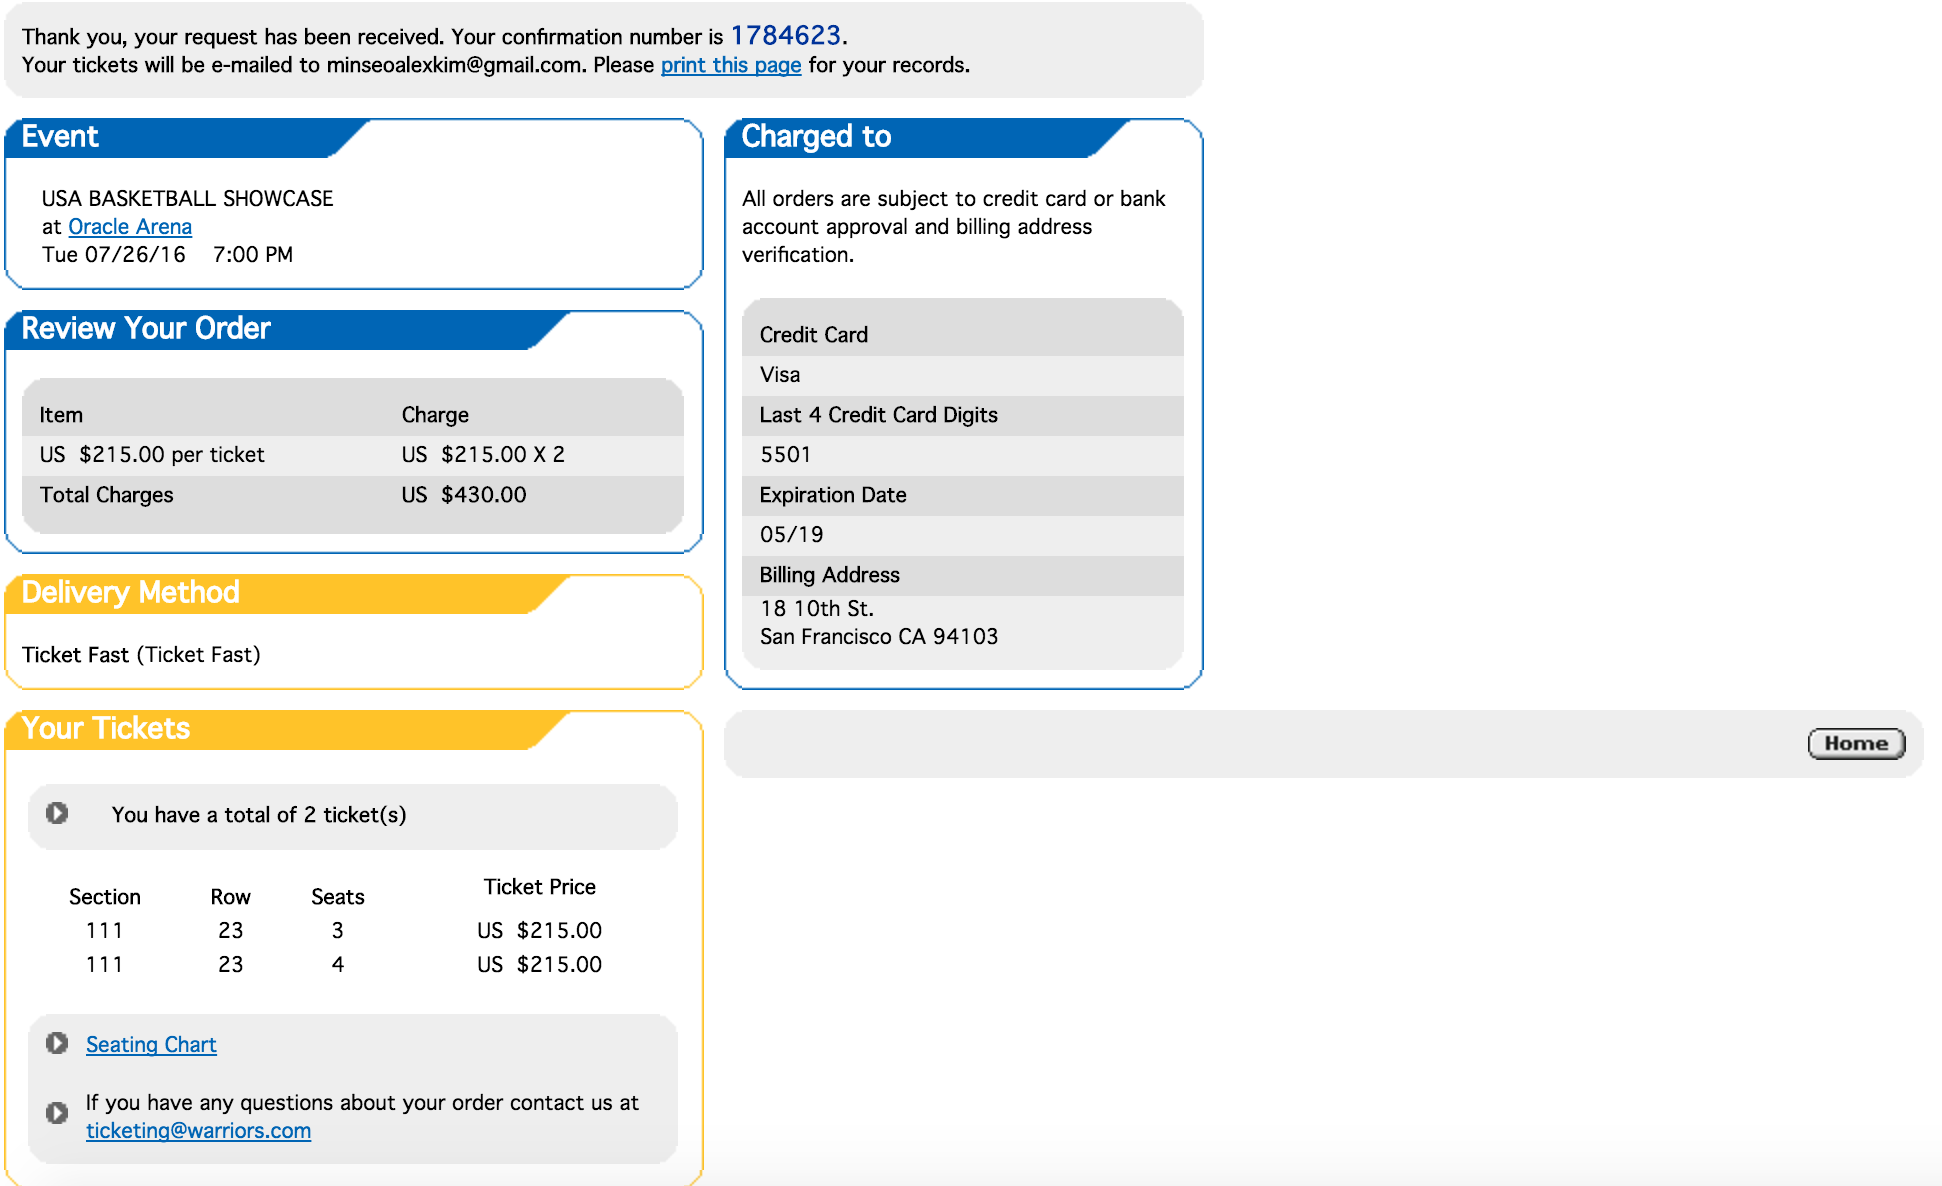 Thank you, your request has been received. Your confirmation number is 1784623.
Your tickets will be e-mailed to minseoalexkim@gmail.com. Please print this page for your records.
Event
USA BASKETBALL SHOWCASE
at Oracle Arena
Tue 07/26/16 7:00 PM
Review Your Order
Item Charge
US $215.00 per ticket US $215.00 X 2
Total Charges US $430.00
Delivery Method
Ticket Fast (Ticket Fast)
Your Tickets
You have a total of 2 ticket(s)
Section Row Seats Ticket Price
111 23 3 US $215.00
111 23 4 US $215.00
Seating Chart
If you have any questions about your order contact us at
ticketing@warriors.com
Charged to
All orders are subject to credit card or bank
account approval and billing address
verification.
Credit Card
Visa
Last 4 Credit Card Digits
5501
Expiration Date
05/19
Billing Address
18 10th St.
San Francisco CA 94103
Home